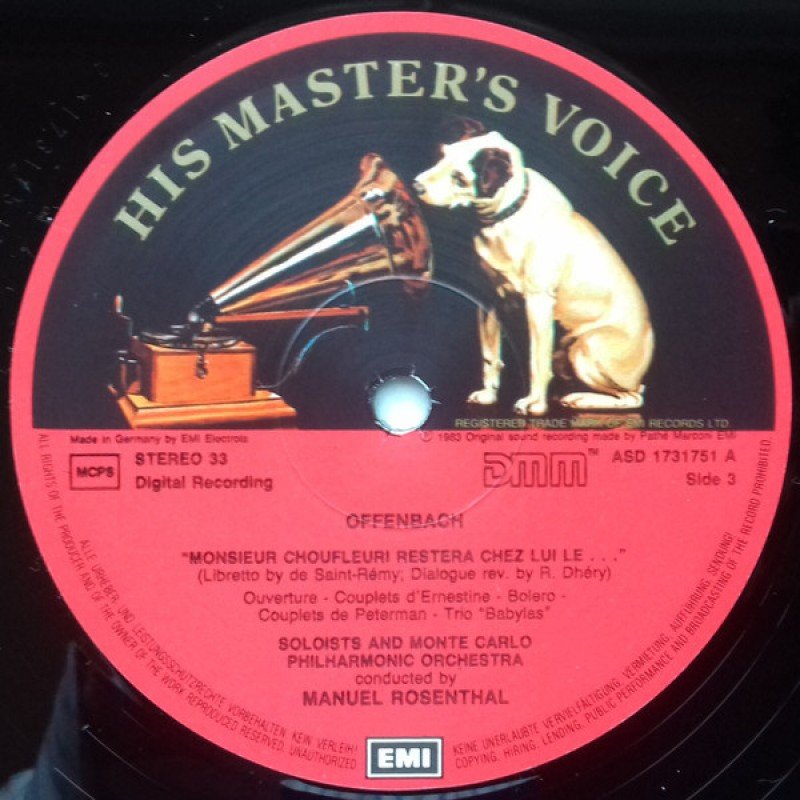 HIS MASTER'S VOICE
REGISTERED TRADE MARK OF EMI RECORDS LTD.
Made in Germany by EMI Electrola
℗ 1983 Original sound recording made by Pathé Marconi EMI
MCPS
STEREO 33
Digital Recording
DMM™
ASD 1731751 A
Side 3
OFFENBACH
"MONSIEUR CHOUFLEURI RESTERA CHEZ LUI LE . . ."
(Libretto by de Saint-Rémy; Dialogue rev. by R. Dhéry)
Ouverture - Couplets d'Ernestine - Bolero -
Couplets de Peterman - Trio "Babylas"
SOLOISTS AND MONTE CARLO
PHILHARMONIC ORCHESTRA
conducted by
MANUEL ROSENTHAL
EMI
ALLE URHEBER- UND LEISTUNGSSCHUTZRECHTE VORBEHALTEN. KEIN VERLEIH! KEINE UNERLAUBTE VERVIELFÄLTIGUNG, VERMIETUNG, AUFFÜHRUNG, SENDUNG!
ALL RIGHTS OF THE PRODUCER AND OF THE OWNER OF THE WORK REPRODUCED RESERVED. UNAUTHORIZED COPYING, HIRING, LENDING, PUBLIC PERFORMANCE AND BROADCASTING OF THE RECORD PROHIBITED.